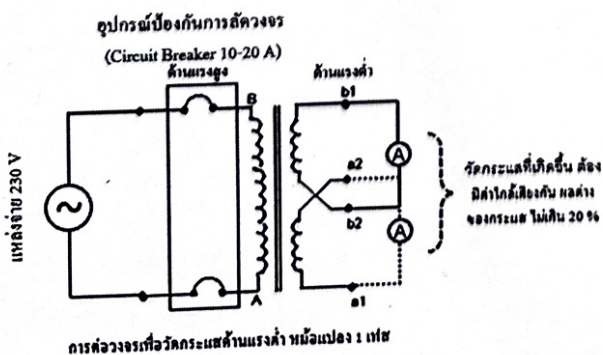 อุปกรณ์ป้องกันการลัดวงจร
(Circuit Breaker 10-20 A)
ด้านแรงสูง
ด้านแรงต่ำ
B
b1
A
a2
แหล่งจ่าย 230 V
วัดกระแสที่เกิดขึ้น ต้อง
มีค่าใกล้เคียงกัน ผลต่าง
ของกระแส ไม่เกิน 20 %
b2
A
A
a1
การต่อวงจรเพื่อวัดกระแสด้านแรงต่ำ หม้อแปลง 1 เฟส